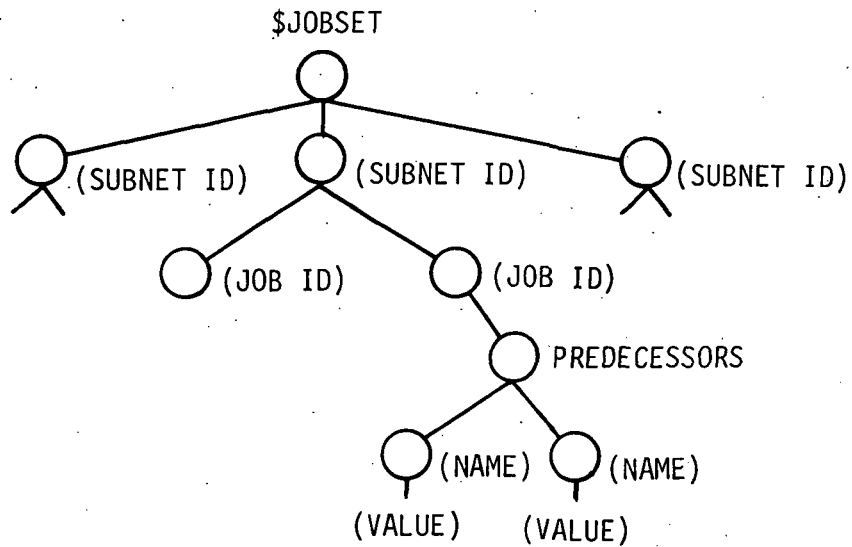 $JOBSET
(SUBNET ID) (SUBNET ID) (SUBNET ID)
(JOB ID) (JOB ID)
PREDECESSORS
(NAME) (NAME)
(VALUE) (VALUE)